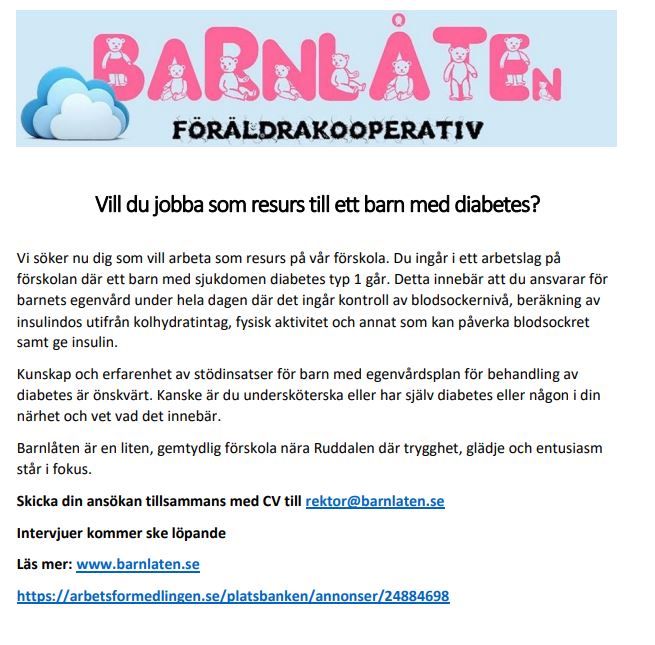 BARNLÅTEN
FÖRÄLDRAKOOPERATIV
Vill du jobba som resurs till ett barn med diabetes?
Vi söker nu dig som vill arbeta som resurs på vår förskola. Du ingår i ett arbetslag på
förskolan där ett barn med sjukdomen diabetes typ 1 går. Detta innebär att du ansvarar för
barnets egenvård under hela dagen där det ingår kontroll av blodsockernivå, beräkning av
insulindos utifrån kolhydratintag, fysisk aktivitet och annat som kan påverka blodsockret
samt ge insulin.
Kunskap och erfarenhet av stödinsatser för barn med egenvårdsplan för behandling av
diabetes är önskvärt. Kanske är du undersköterska eller har själv diabetes eller någon i din
närhet och vet vad det innebär.
Barnlåten är en liten, gemtydlig förskola nära Ruddalen där trygghet, glädje och entusiasm
står i fokus.
Skicka din ansökan tillsammans med CV till rektor@barnlaten.se
Intervjuer kommer ske löpande
Läs mer: www.barnlaten.se
https://arbetsformedlingen.se/platsbanken/annonser/24884698